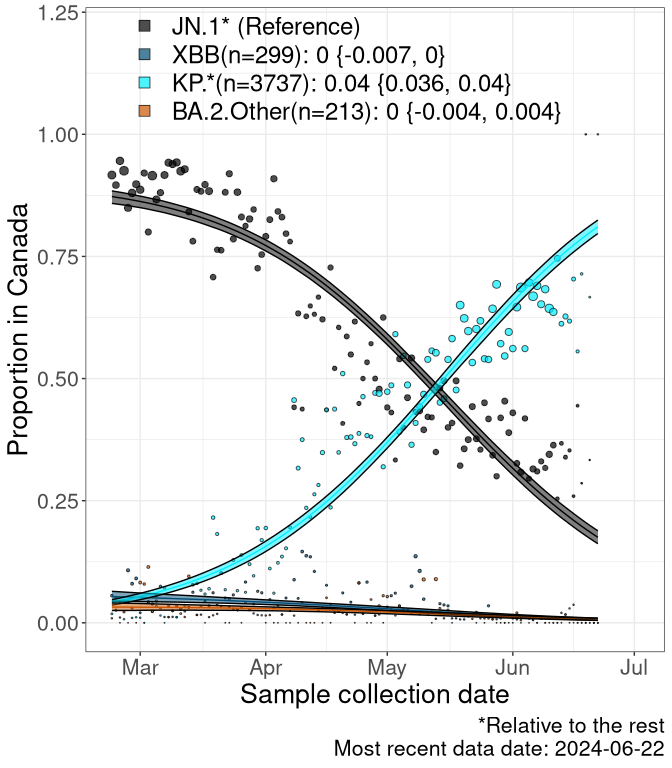 JN.1* (Reference)
XBB(n=299): 0 {-0.007, 0}
KP.*(n=3737): 0.04 {0.036, 0.04}
BA.2.Other(n=213): 0 {-0.004, 0.004}
Proportion in Canada
1.25
1.00
0.75
0.50
0.25
0.00
Mar Apr May Jun Jul
Sample collection date
*Relative to the rest
Most recent data date: 2024-06-22